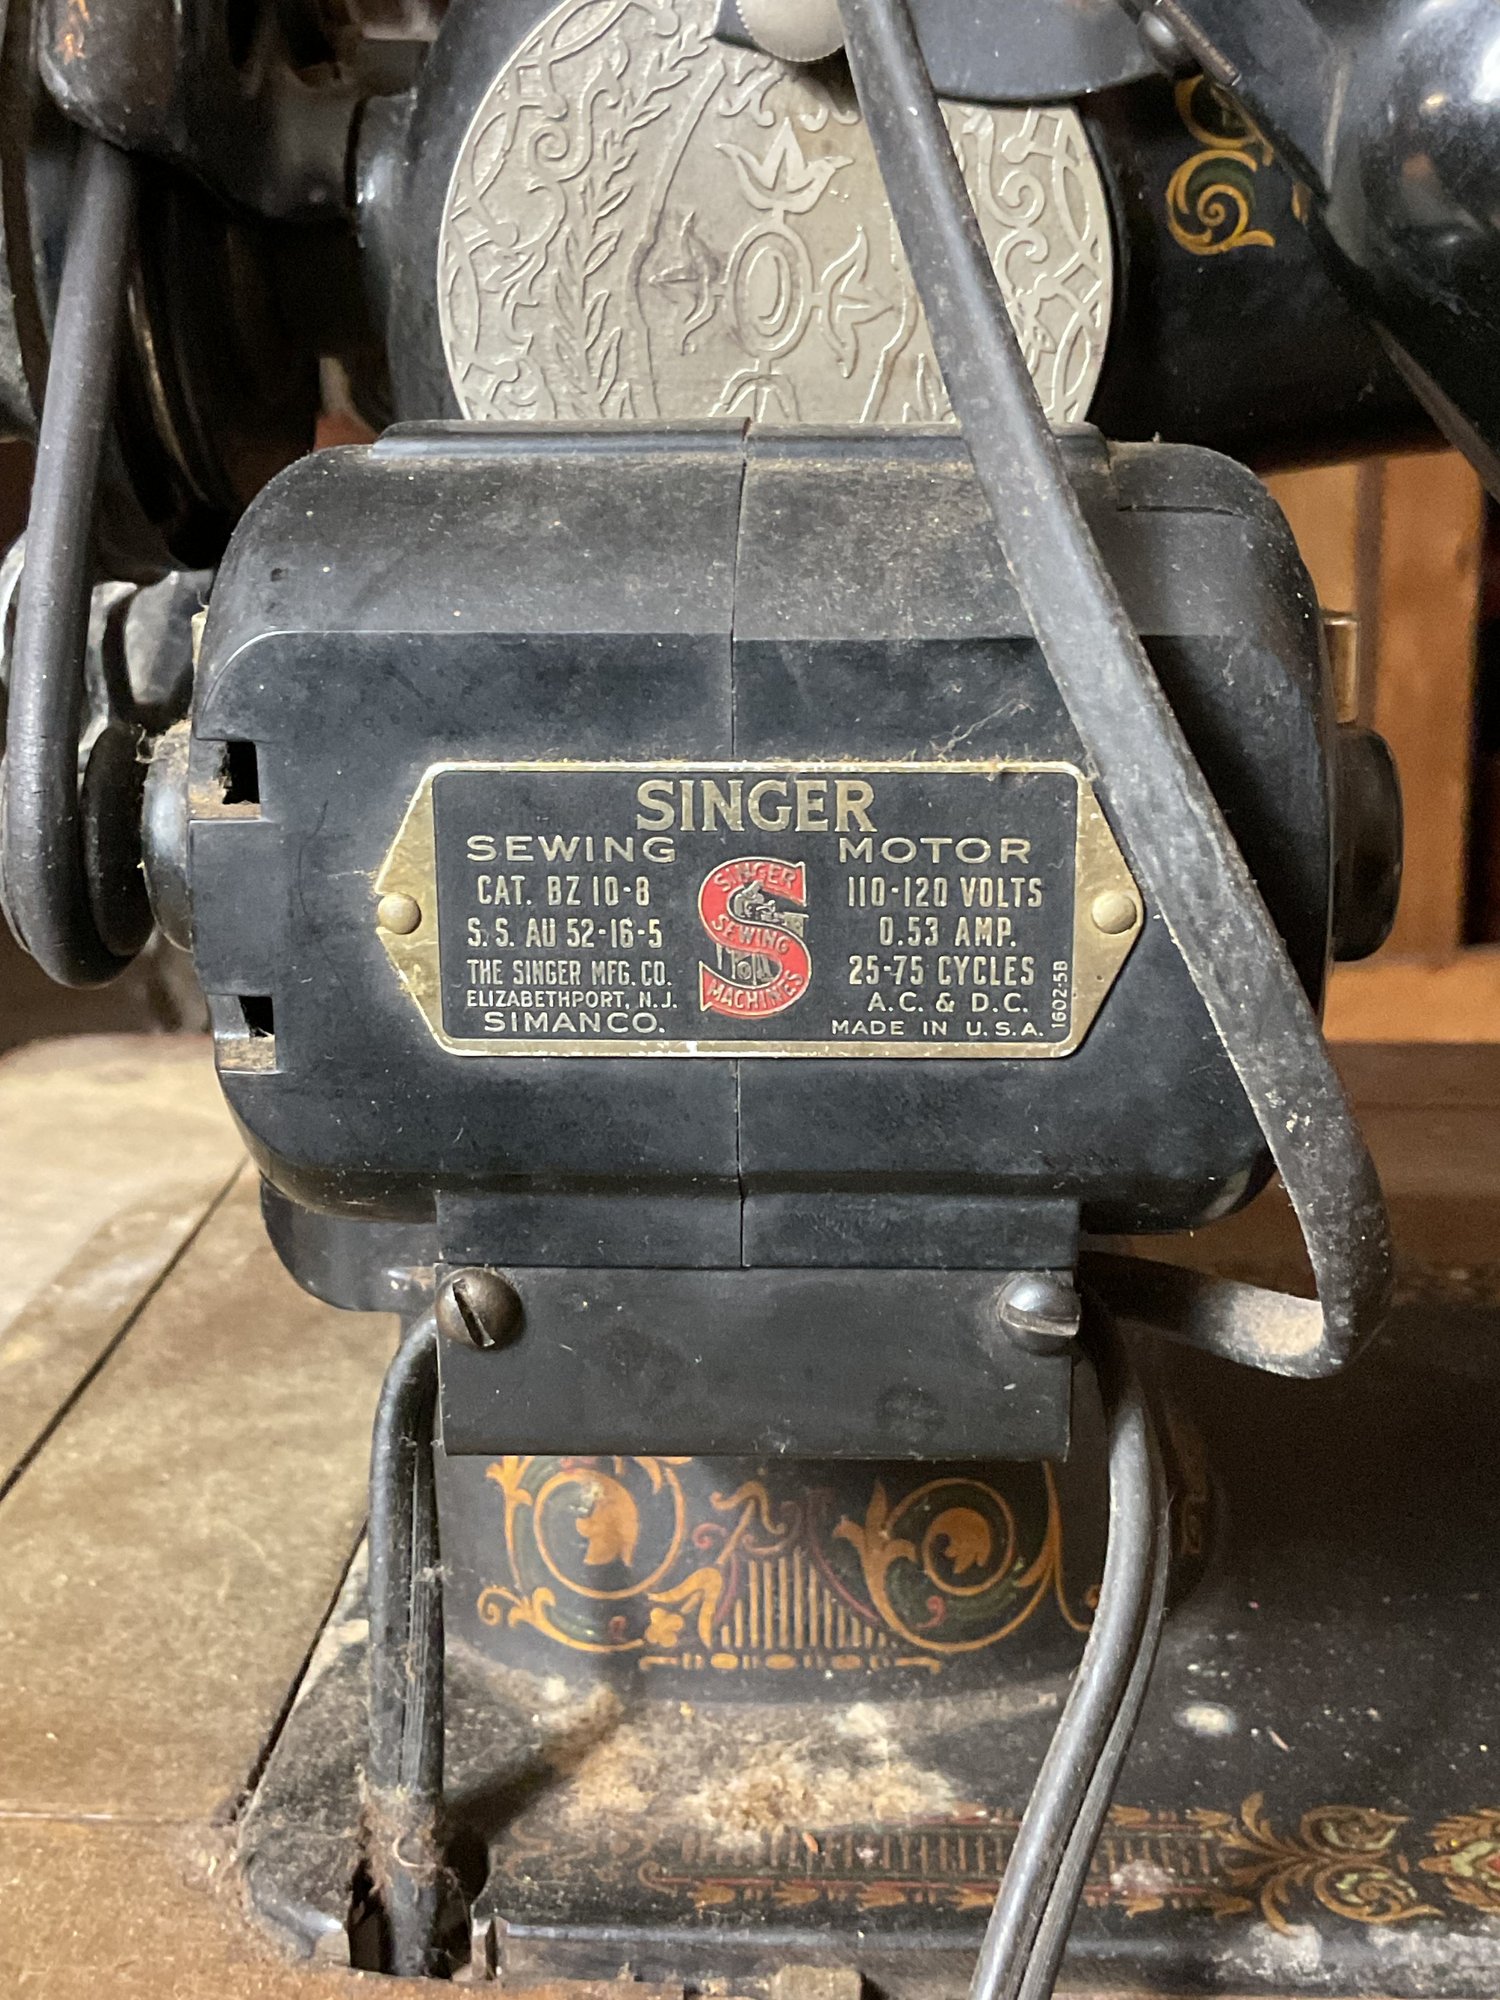 SINGER
SEWING MOTOR
CAT. BZ 10-8
S.S. AU 52-16-5
THE SINGER MFG. CO.
ELIZABETHPORT, N.J.
SIMANCO.
SINGER
SEWING
MACHINES
110-120 VOLTS
0.53 AMP.
25-75 CYCLES
A.C. & D.C.
MADE IN U.S.A.
1602-5B